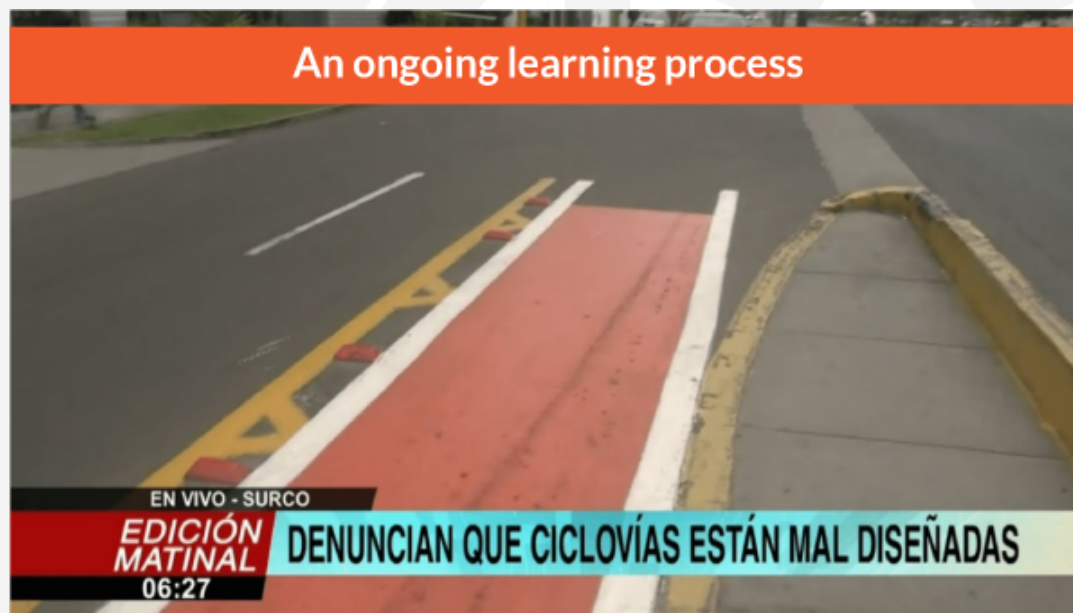 An ongoing learning process
EN VIVO - SURCO
EDICIÓN
MATINAL
DENUNCIAN QUE CICLOVÍAS ESTÁN MAL DISEÑADAS
06:27